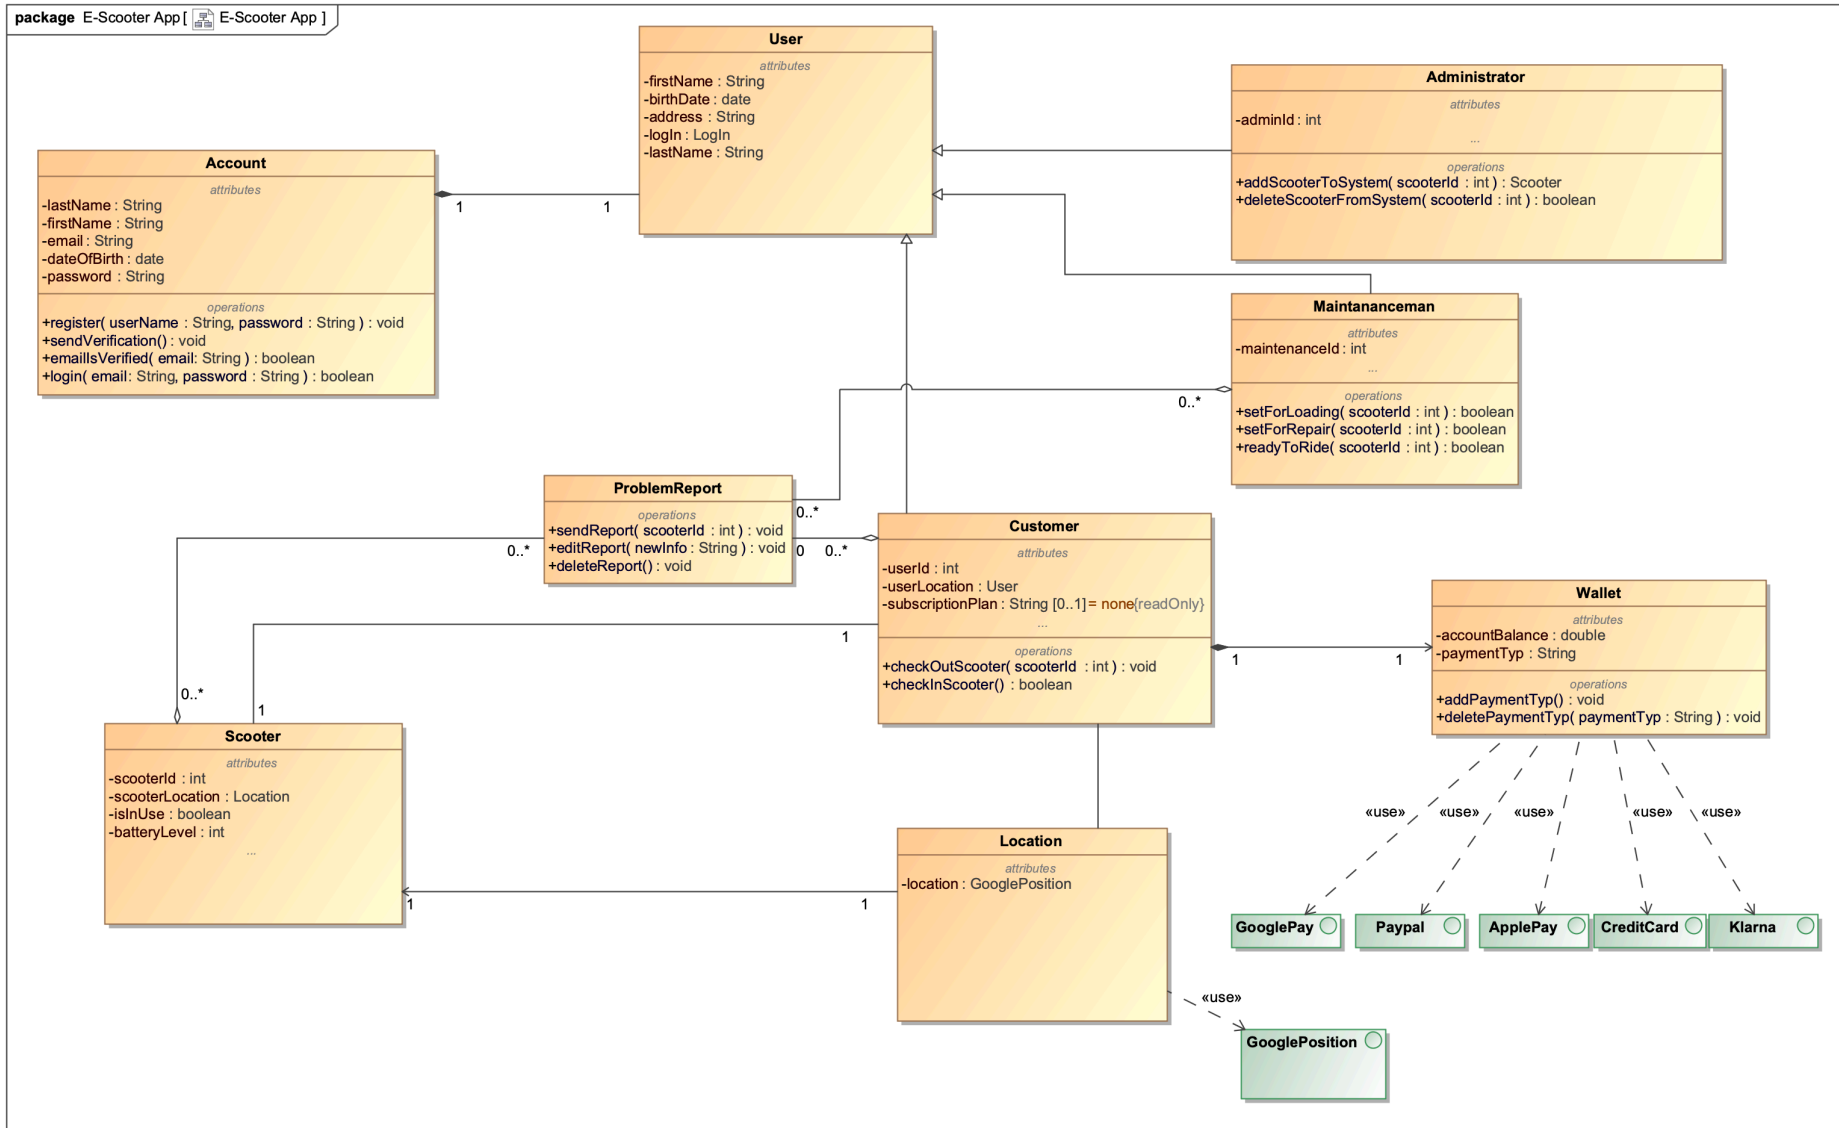 package E-Scooter App [ E-Scooter App ]
User
attributes
-firstName : String
-birthDate : date
-address : String
-logIn : LogIn
-lastName : String
Administrator
attributes
-adminId : int
...
operations
+addScooterToSystem( scooterId : int ) : Scooter
+deleteScooterFromSystem( scooterId : int ) : boolean
Account
attributes
-lastName : String
-firstName : String
-email : String
-dateOfBirth : date
-password : String
operations
+register( userName : String, password : String ) : void
+sendVerification() : void
+emailIsVerified( email: String ) : boolean
+login( email: String, password : String ) : boolean
1
1
Maintananceman
attributes
-maintenanceId : int
...
operations
+setForLoading( scooterId : int ) : boolean
+setForRepair( scooterId : int ) : boolean
+readyToRide( scooterId : int ) : boolean
0..*
ProblemReport
operations
+sendReport( scooterId : int ) : void
+editReport( newInfo : String ) : void
+deleteReport() : void
0..*
0..*
0
0..*
Customer
attributes
-userId : int
-userLocation : User
-subscriptionPlan : String [0..1] = none{readOnly}
...
operations
+checkOutScooter( scooterId : int ) : void
+checkInScooter() : boolean
1
1
1
Wallet
attributes
-accountBalance : double
-paymentTyp : String
operations
+addPaymentTyp() : void
+deletePaymentTyp( paymentTyp : String ) : void
0..*
1
Scooter
attributes
-scooterId : int
-scooterLocation : Location
-isInUse : boolean
-batteryLevel : int
...
1
1
Location
attributes
-location : GooglePosition
«use»
«use»
«use»
«use»
«use»
GooglePay
Paypal
ApplePay
CreditCard
Klarna
«use»
GooglePosition